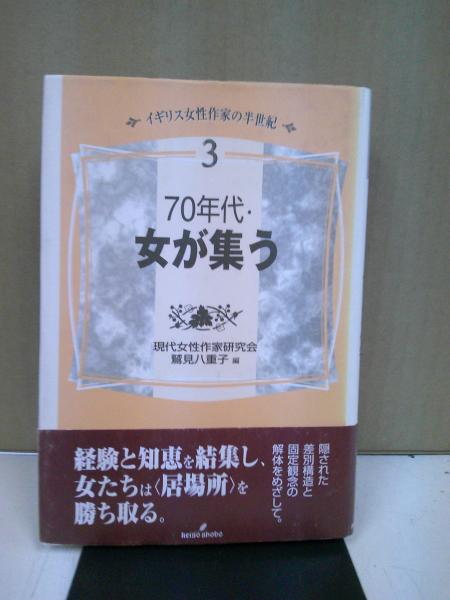 イギリス女性作家の半世紀
3
70年代・
女が集う
現代女性作家研究会
鷲見八重子 編
経験と知恵を結集し、
女たちは〈居場所〉を
勝ち取る。
隠された
差別構造と
固定観念の
解体をめざして。
keiso shobo